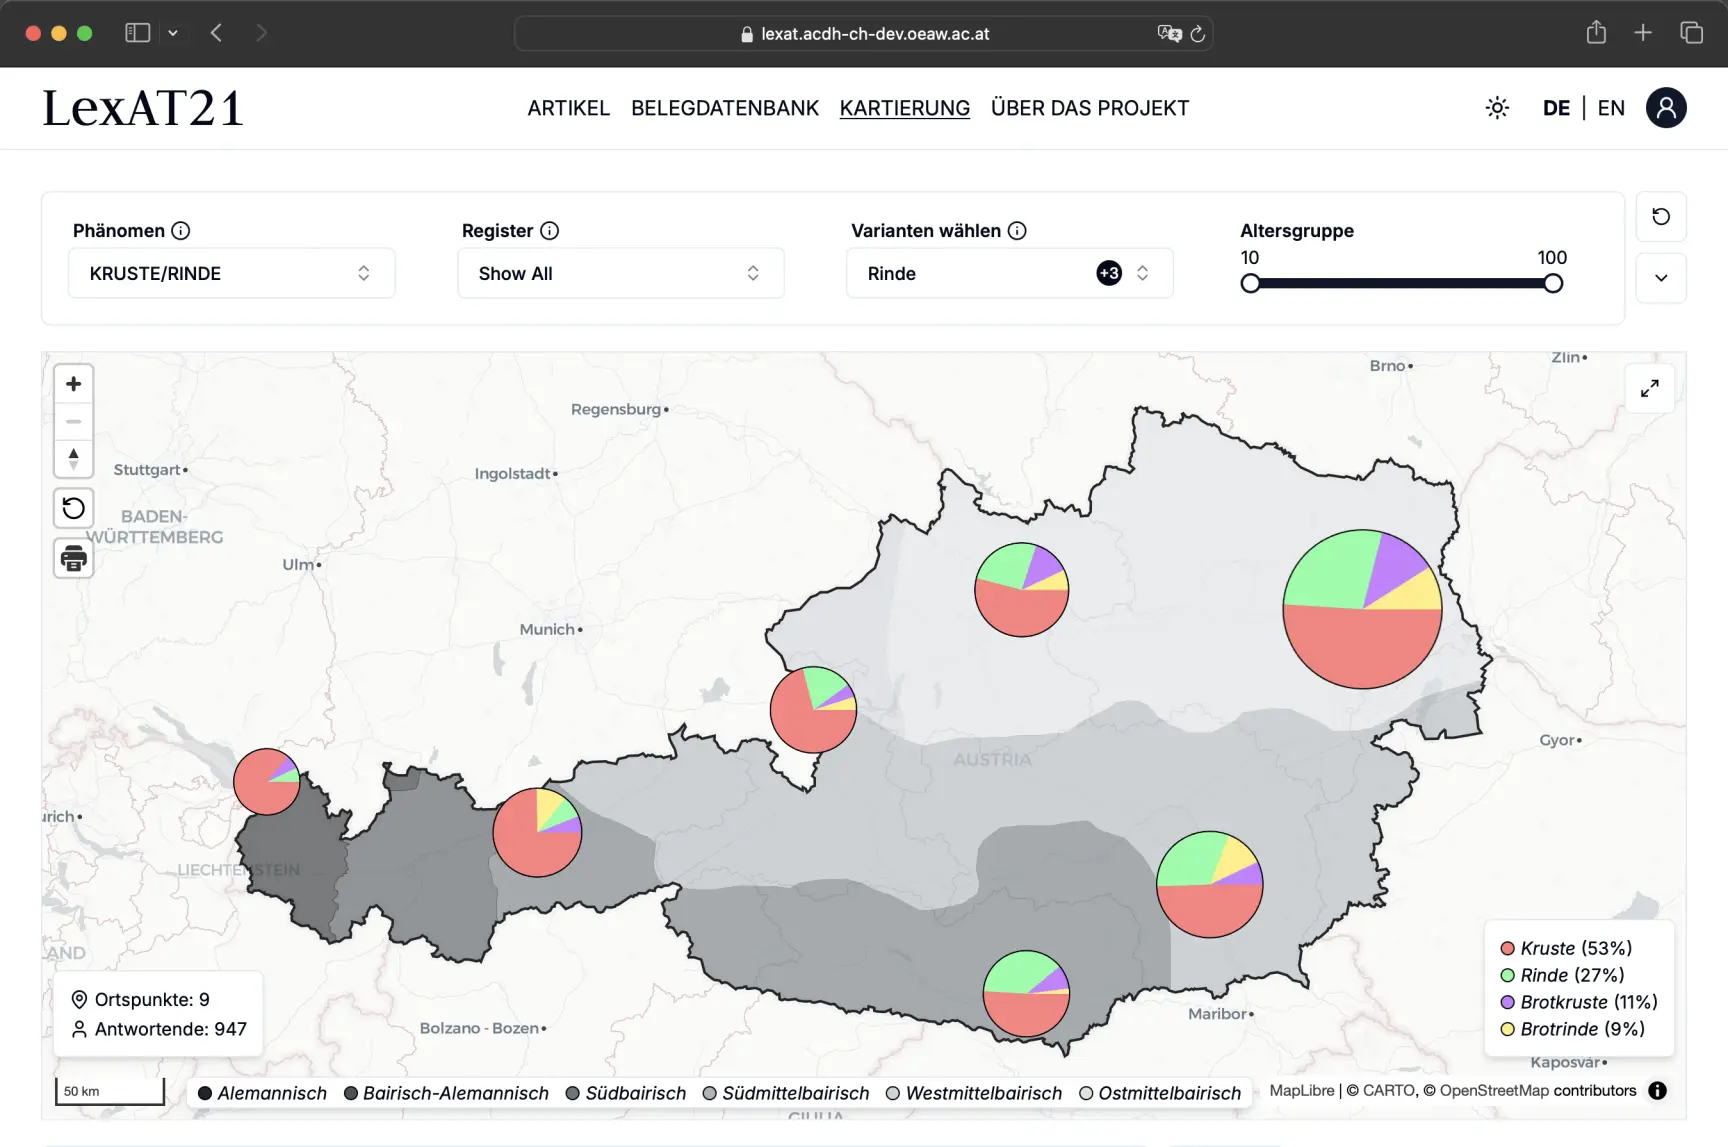 lexat.acdh-ch-dev.oeaw.ac.at
LexAT21
ARTIKEL BELEGDATENBANK KARTIERUNG ÜBER DAS PROJEKT
DE | EN
Phänomen
KRUSTE/RINDE
Register
Show All
Varianten wählen
Rinde +3
Altersgruppe
10 100
Brno
Zlín
Regensburg
Stuttgart
Ingolstadt
BADEN-
WÜRTTEMBERG
Ulm
Munich
Gyor
AUSTRIA
urich
LIECHTENSTEIN
LAND
Bolzano - Bozen
Maribor
Kaposvár
GIULIA
Ortspunkte: 9
Antwortende: 947
Kruste (53%)
Rinde (27%)
Brotkruste (11%)
Brotrinde (9%)
50 km
Alemannisch Bairisch-Alemannisch Südbairisch Südmittelbairisch Westmittelbairisch Ostmittelbairisch
MapLibre | © CARTO, © OpenStreetMap contributors